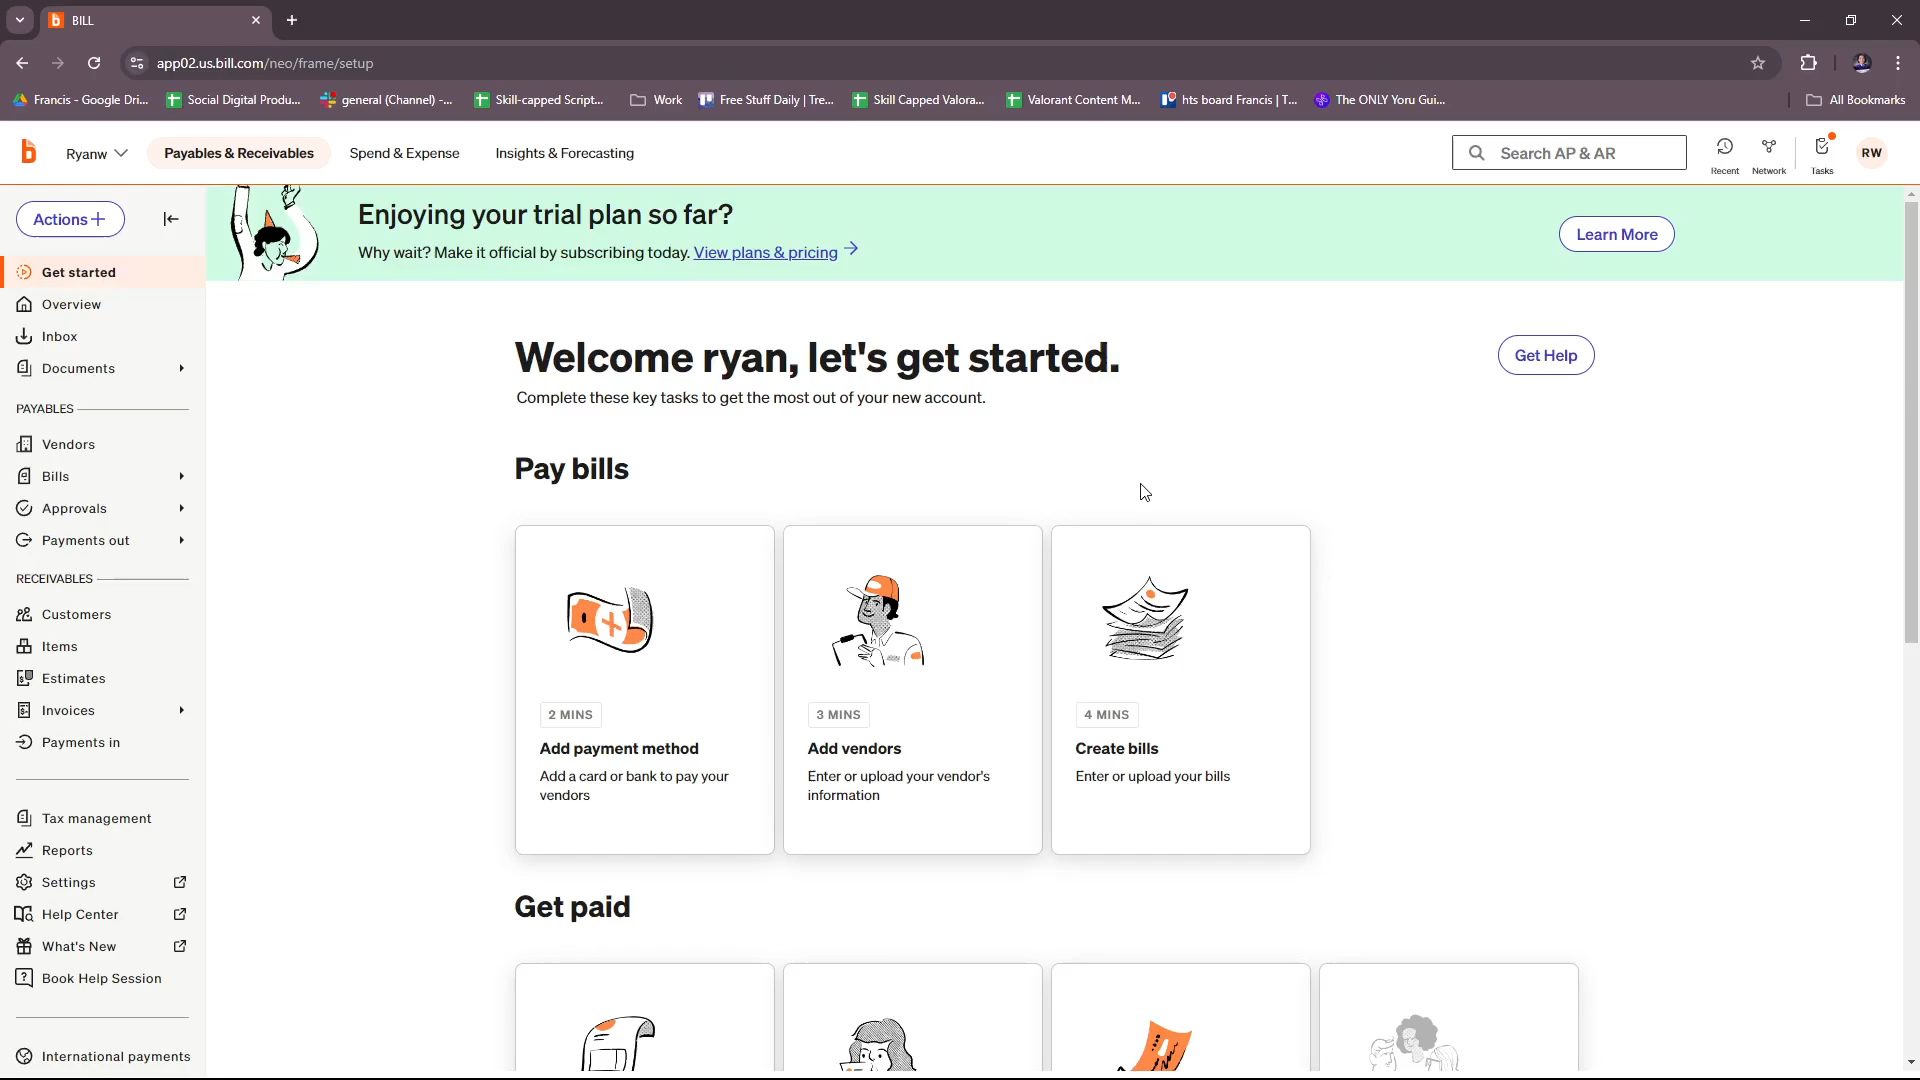 BILL
app02.us.bill.com/neo/frame/setup
Francis - Google Dri...
Social Digital Produ...
general (Channel) -...
Skill-capped Script...
Work
Free Stuff Daily | Tre...
Skill Capped Valora...
Valorant Content M...
hts board Francis | T...
The ONLY Yoru Gui...
All Bookmarks
Ryanw
Payables & Receivables
Spend & Expense
Insights & Forecasting
Search AP & AR
Recent
Network
Tasks
RW
Actions
Get started
Overview
Inbox
Documents
PAYABLES
Vendors
Bills
Approvals
Payments out
RECEIVABLES
Customers
Items
Estimates
Invoices
Payments in
Tax management
Reports
Settings
Help Center
What's New
Book Help Session
International payments
Enjoying your trial plan so far?
Why wait? Make it official by subscribing today. View plans & pricing
Learn More
Welcome ryan, let's get started.
Complete these key tasks to get the most out of your new account.
Get Help
Pay bills
2 MINS
Add payment method
Add a card or bank to pay your
vendors
3 MINS
Add vendors
Enter or upload your vendor's
information
4 MINS
Create bills
Enter or upload your bills
Get paid